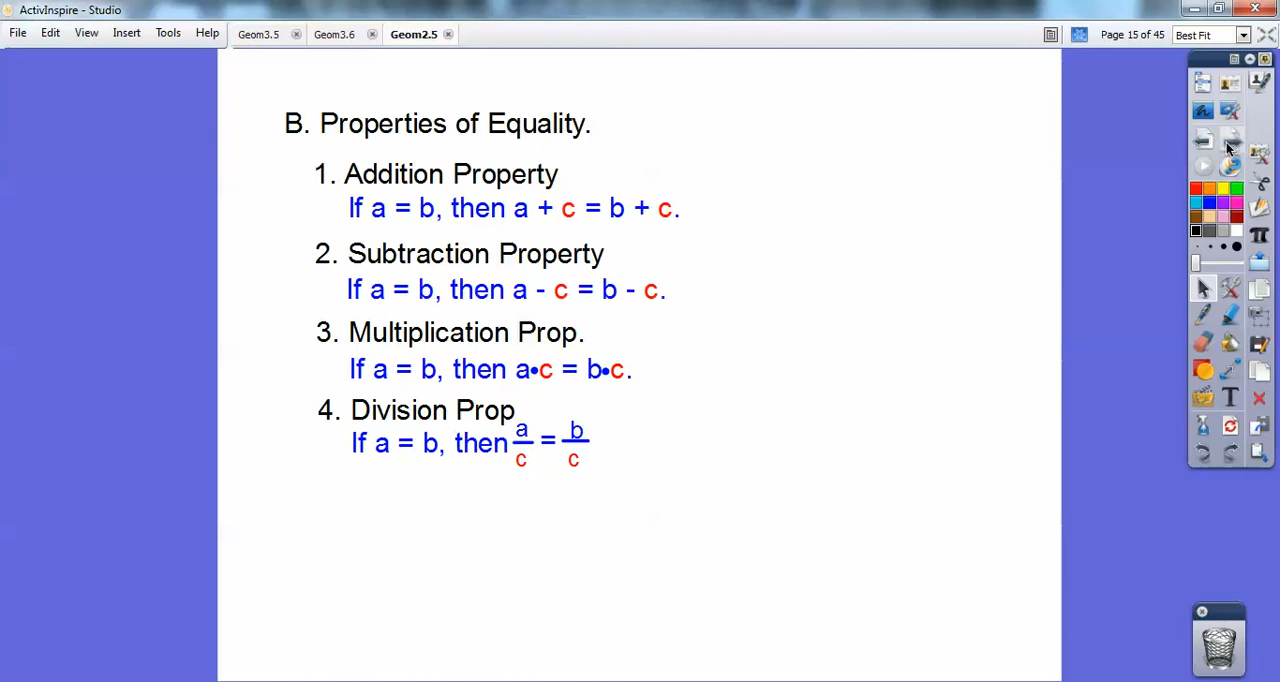 ActivInspire - Studio
File Edit View Insert Tools Help
Geom3.5 Geom3.6 Geom2.5
Page 15 of 45 Best Fit
B. Properties of Equality.
1. Addition Property
If a = b, then a + c = b + c.
2. Subtraction Property
If a = b, then a - c = b - c.
3. Multiplication Prop.
If a = b, then a•c = b•c.
4. Division Prop
If a = b, then a/c = b/c